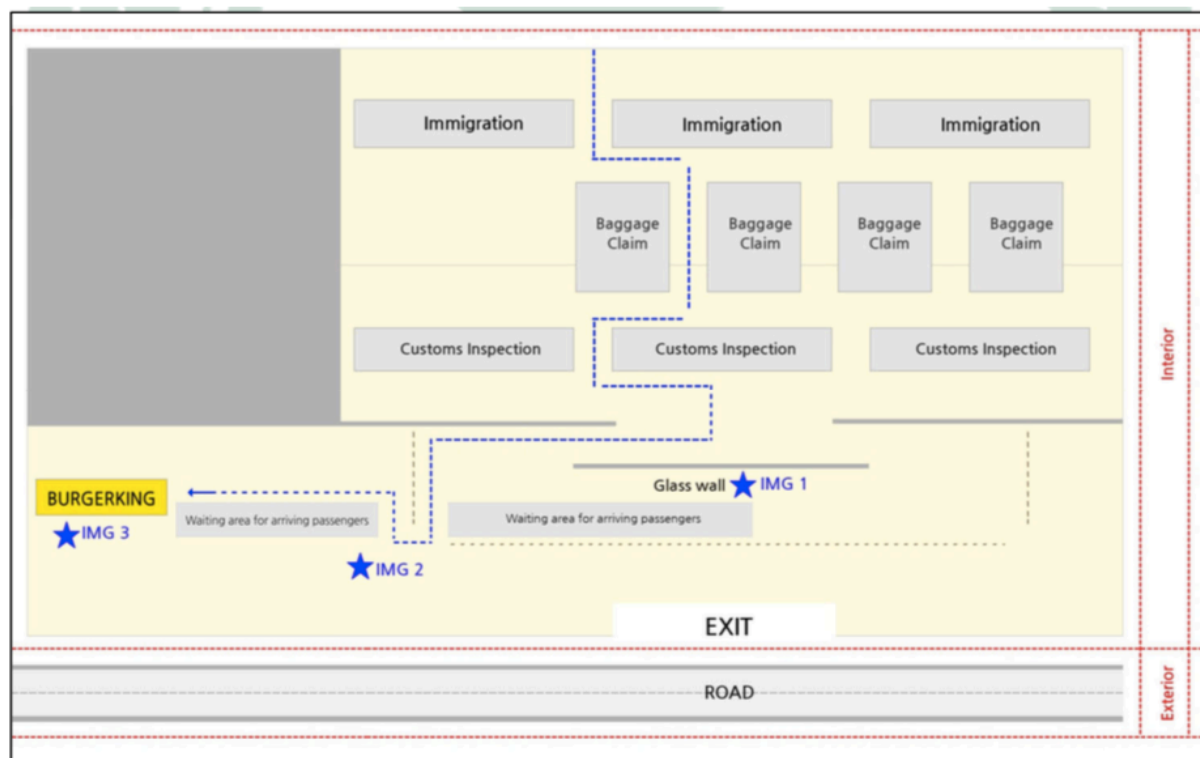 Immigration
Immigration
Immigration
Baggage
Claim
Baggage
Claim
Baggage
Claim
Baggage
Claim
Interior
Customs Inspection
Customs Inspection
Customs Inspection
Glass wall
IMG 1
BURGERKING
Waiting area for arriving passengers
Waiting area for arriving passengers
IMG 3
IMG 2
EXIT
ROAD
Exterior